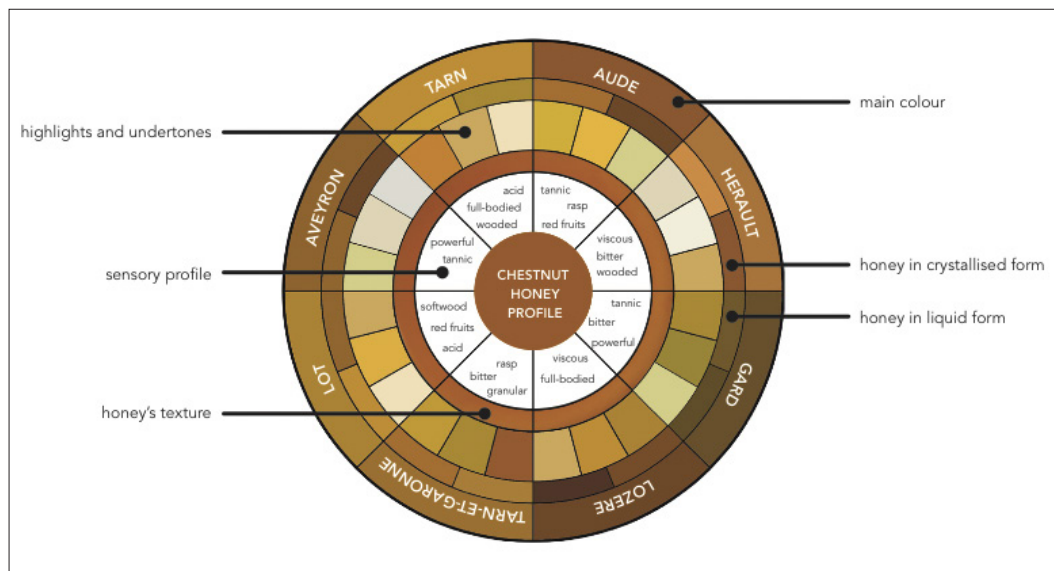 TARN
AUDE
HERAULT
GARD
LOZERE
TARN-ET-GARONNE
LOT
AVEYRON
main colour
highlights and undertones
honey in crystallised form
sensory profile
honey in liquid form
honey's texture
acid
full-bodied
wooded
tannic
rasp
red fruits
viscous
bitter
wooded
tannic
bitter
powerful
viscous
full-bodied
rasp
bitter
granular
softwood
red fruits
acid
powerful
tannic
CHESTNUT
HONEY
PROFILE